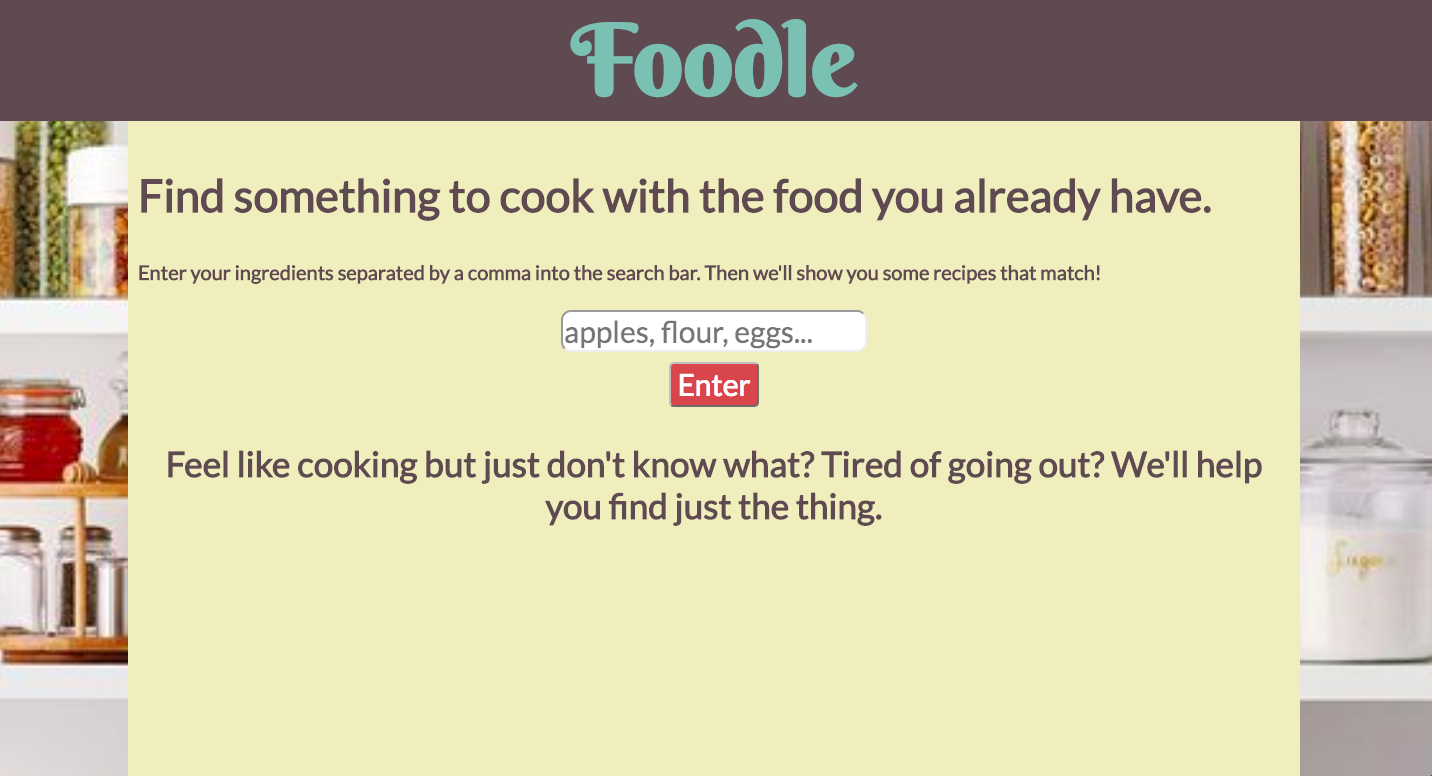 Foodle
Find something to cook with the food you already have.
Enter your ingredients separated by a comma into the search bar. Then we'll show you some recipes that match!
apples, flour, eggs...
Enter
Feel like cooking but just don't know what? Tired of going out? We'll help
you find just the thing.
Sugar